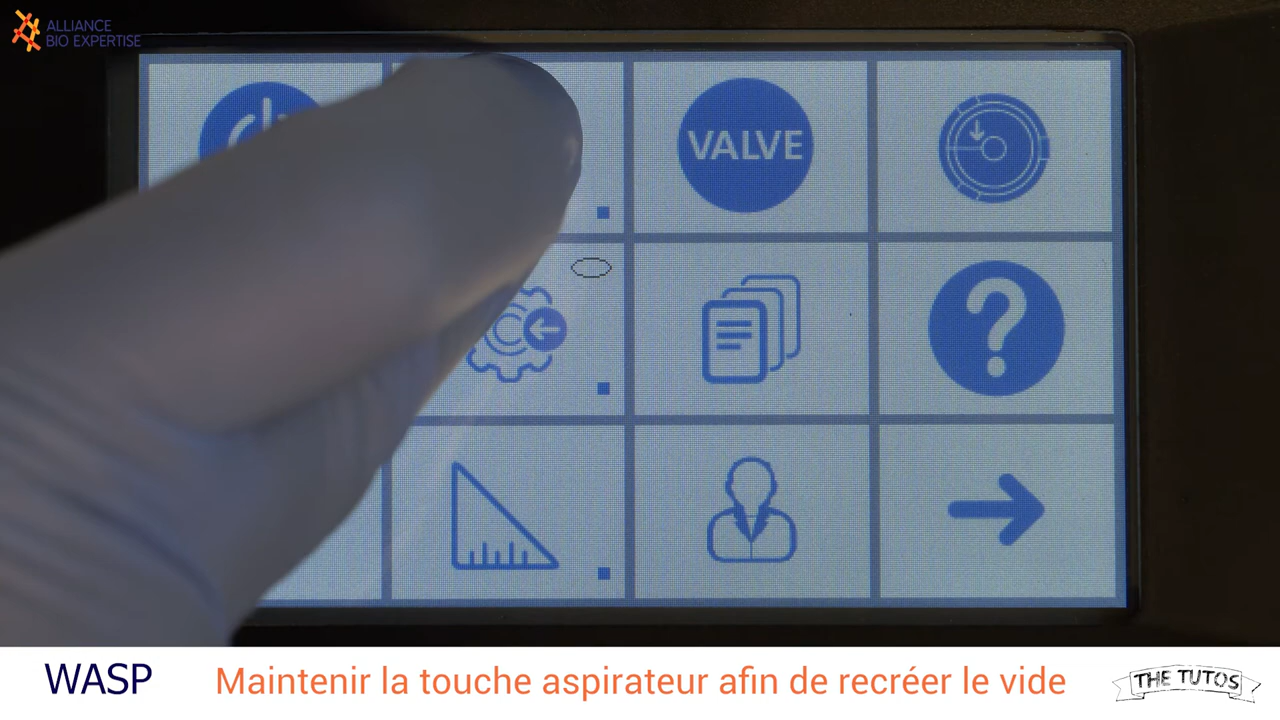 ALLIANCE
BIO EXPERTISE
VALVE
?
WASP
Maintenir la touche aspirateur afin de recréer le vide
THE TUTOS